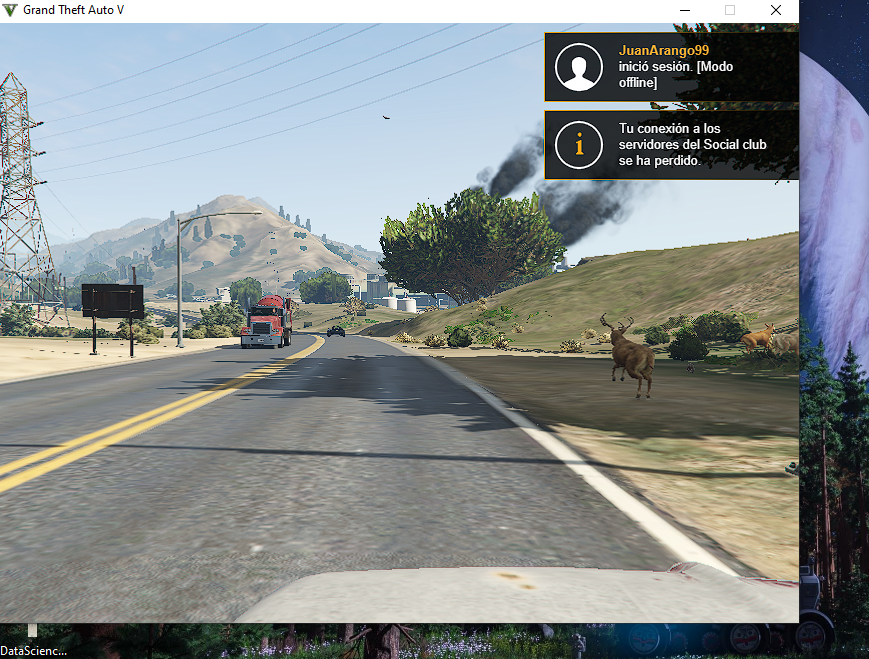 Grand Theft Auto V
JuanArango99
inició sesión. [Modo
offline]
i
Tu conexión a los
servidores del Social club
se ha perdido.
DataScienc...